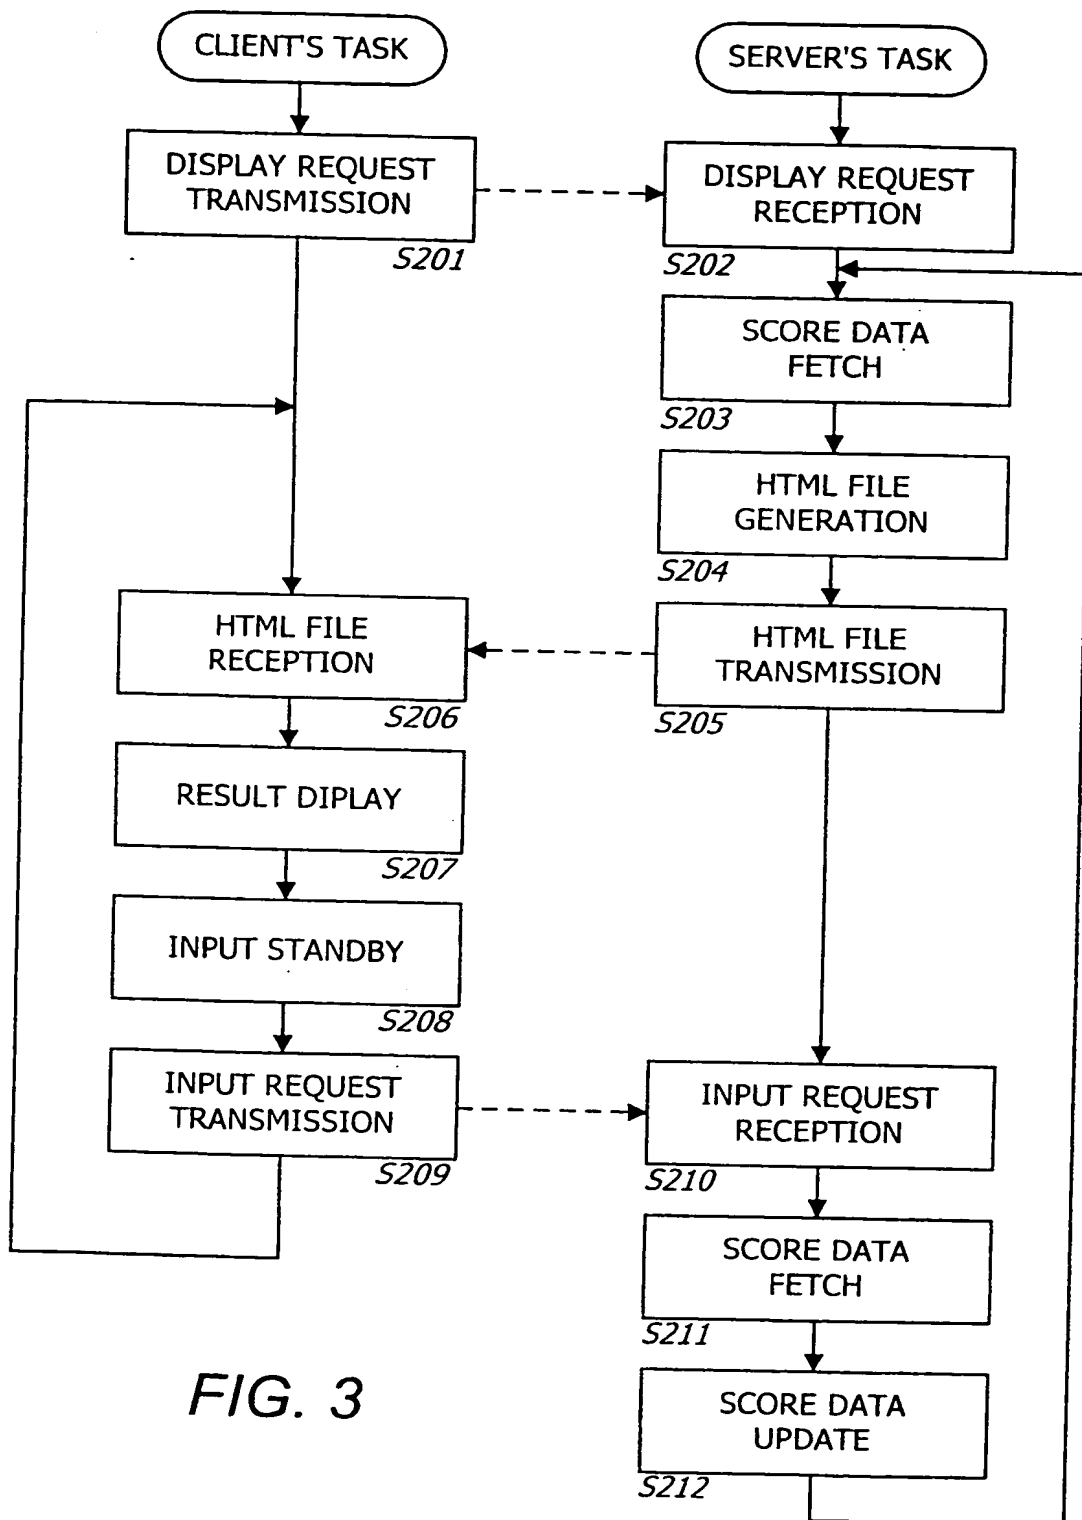 CLIENT'S TASK
SERVER'S TASK
DISPLAY REQUEST
TRANSMISSION
S201
DISPLAY REQUEST
RECEPTION
S202
SCORE DATA
FETCH
S203
HTML FILE
GENERATION
S204
HTML FILE
TRANSMISSION
S205
HTML FILE
RECEPTION
S206
RESULT DIPLAY
S207
INPUT STANDBY
S208
INPUT REQUEST
TRANSMISSION
S209
INPUT REQUEST
RECEPTION
S210
SCORE DATA
FETCH
S211
SCORE DATA
UPDATE
S212
FIG. 3